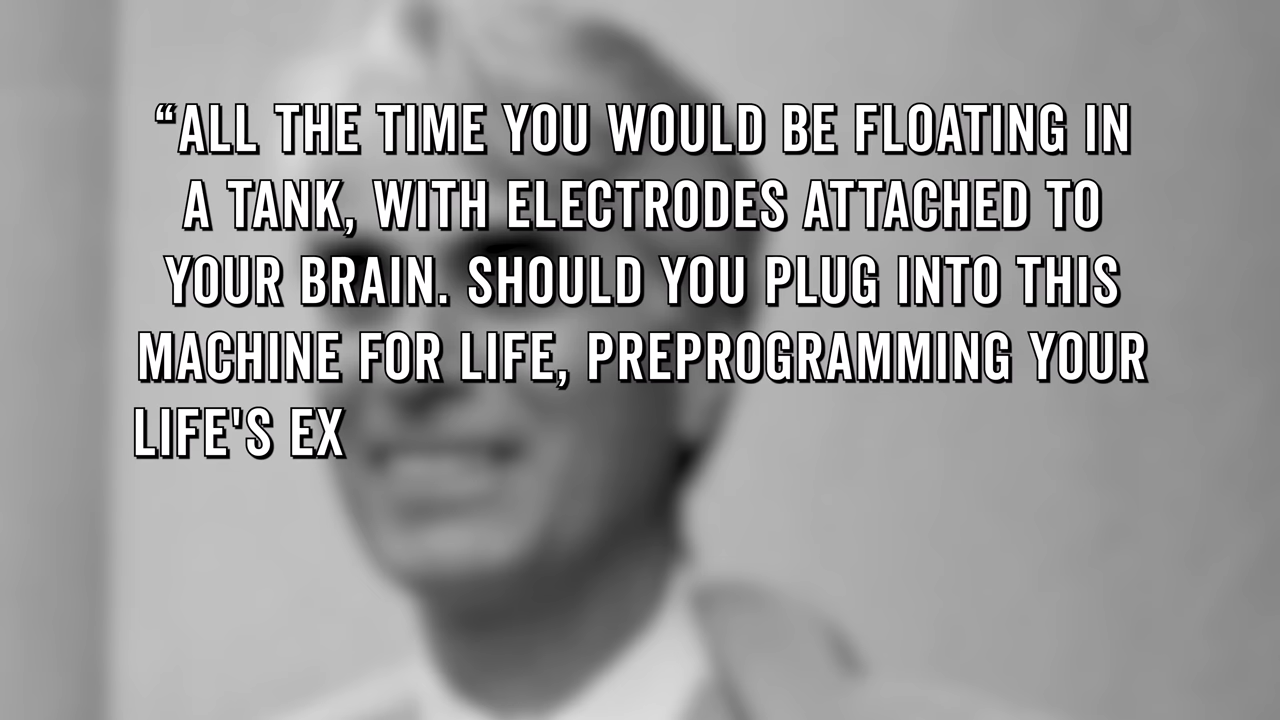 “ALL THE TIME YOU WOULD BE FLOATING IN
A TANK, WITH ELECTRODES ATTACHED TO
YOUR BRAIN. SHOULD YOU PLUG INTO THIS
MACHINE FOR LIFE, PREPROGRAMMING YOUR
LIFE'S EX